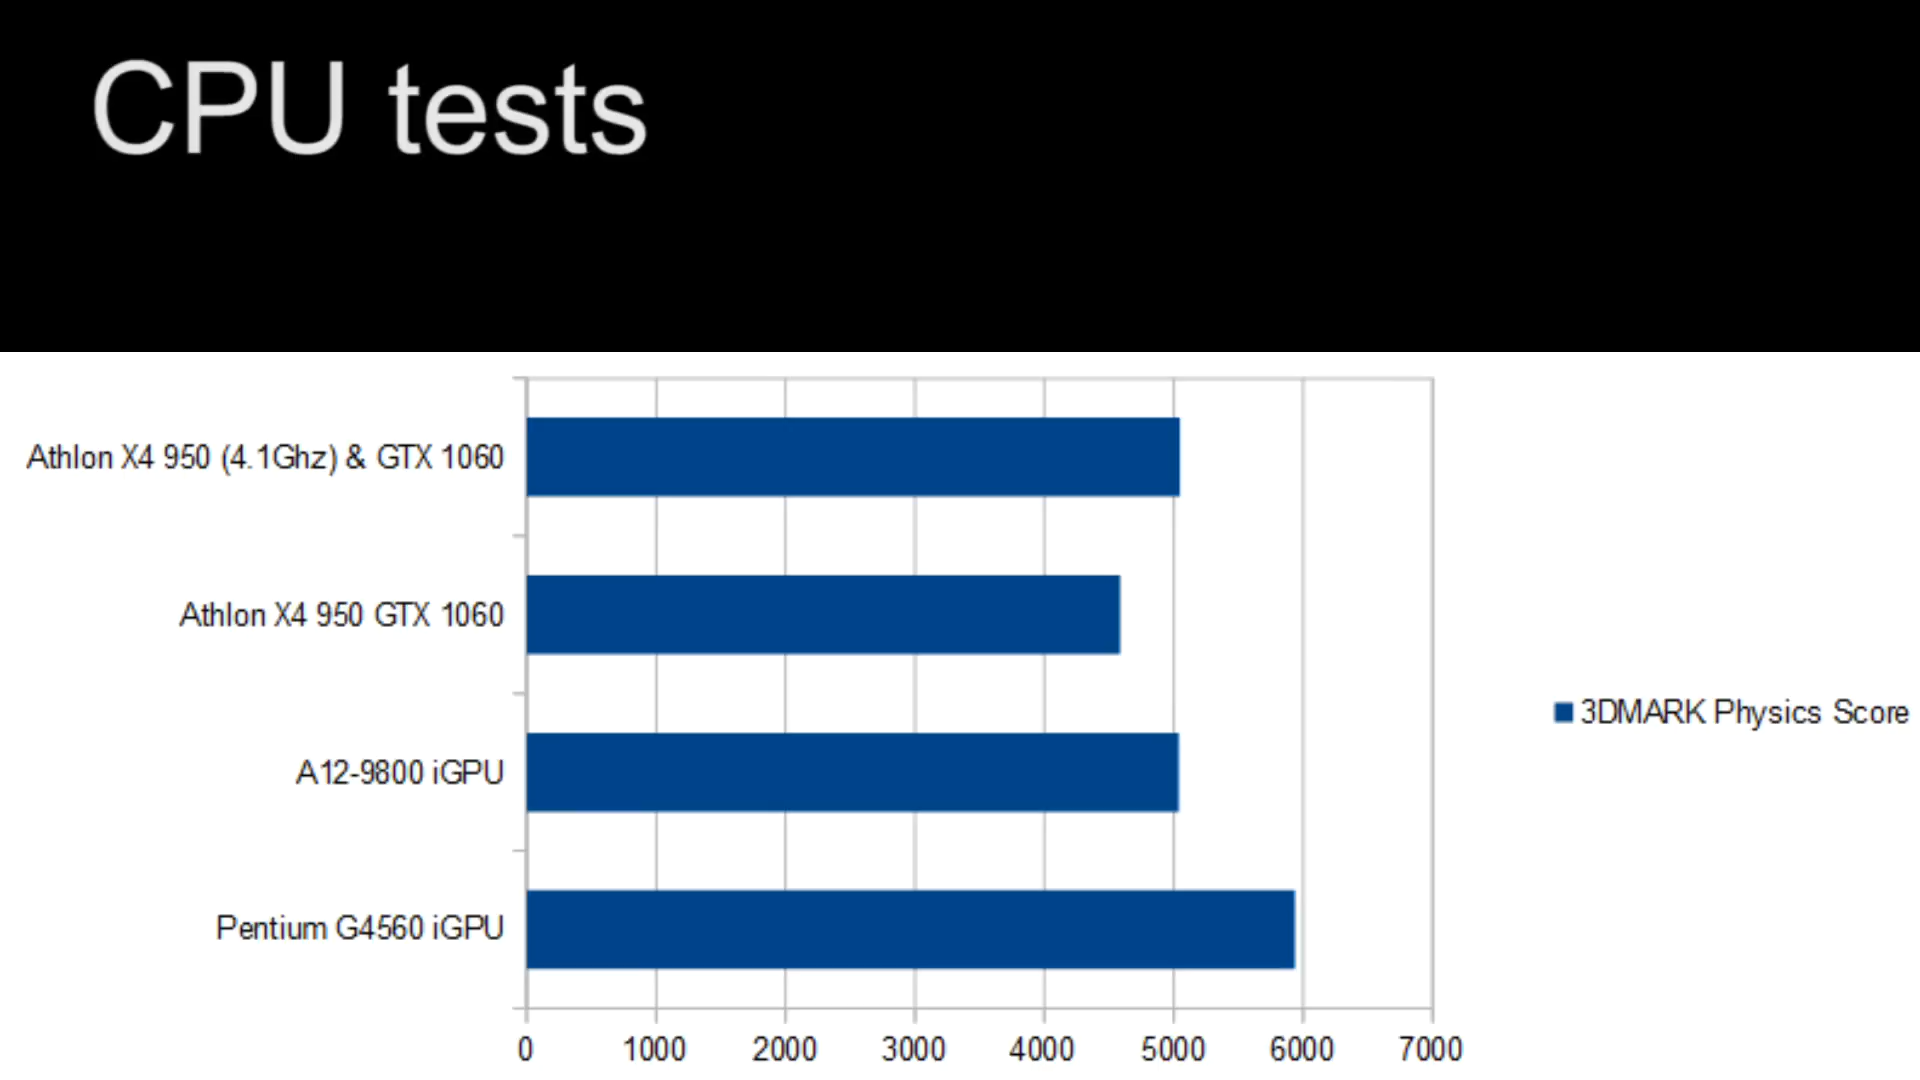 CPU tests
Athlon X4 950 (4.1Ghz) & GTX 1060
Athlon X4 950 GTX 1060
A12-9800 iGPU
Pentium G4560 iGPU
3DMARK Physics Score
0 1000 2000 3000 4000 5000 6000 7000